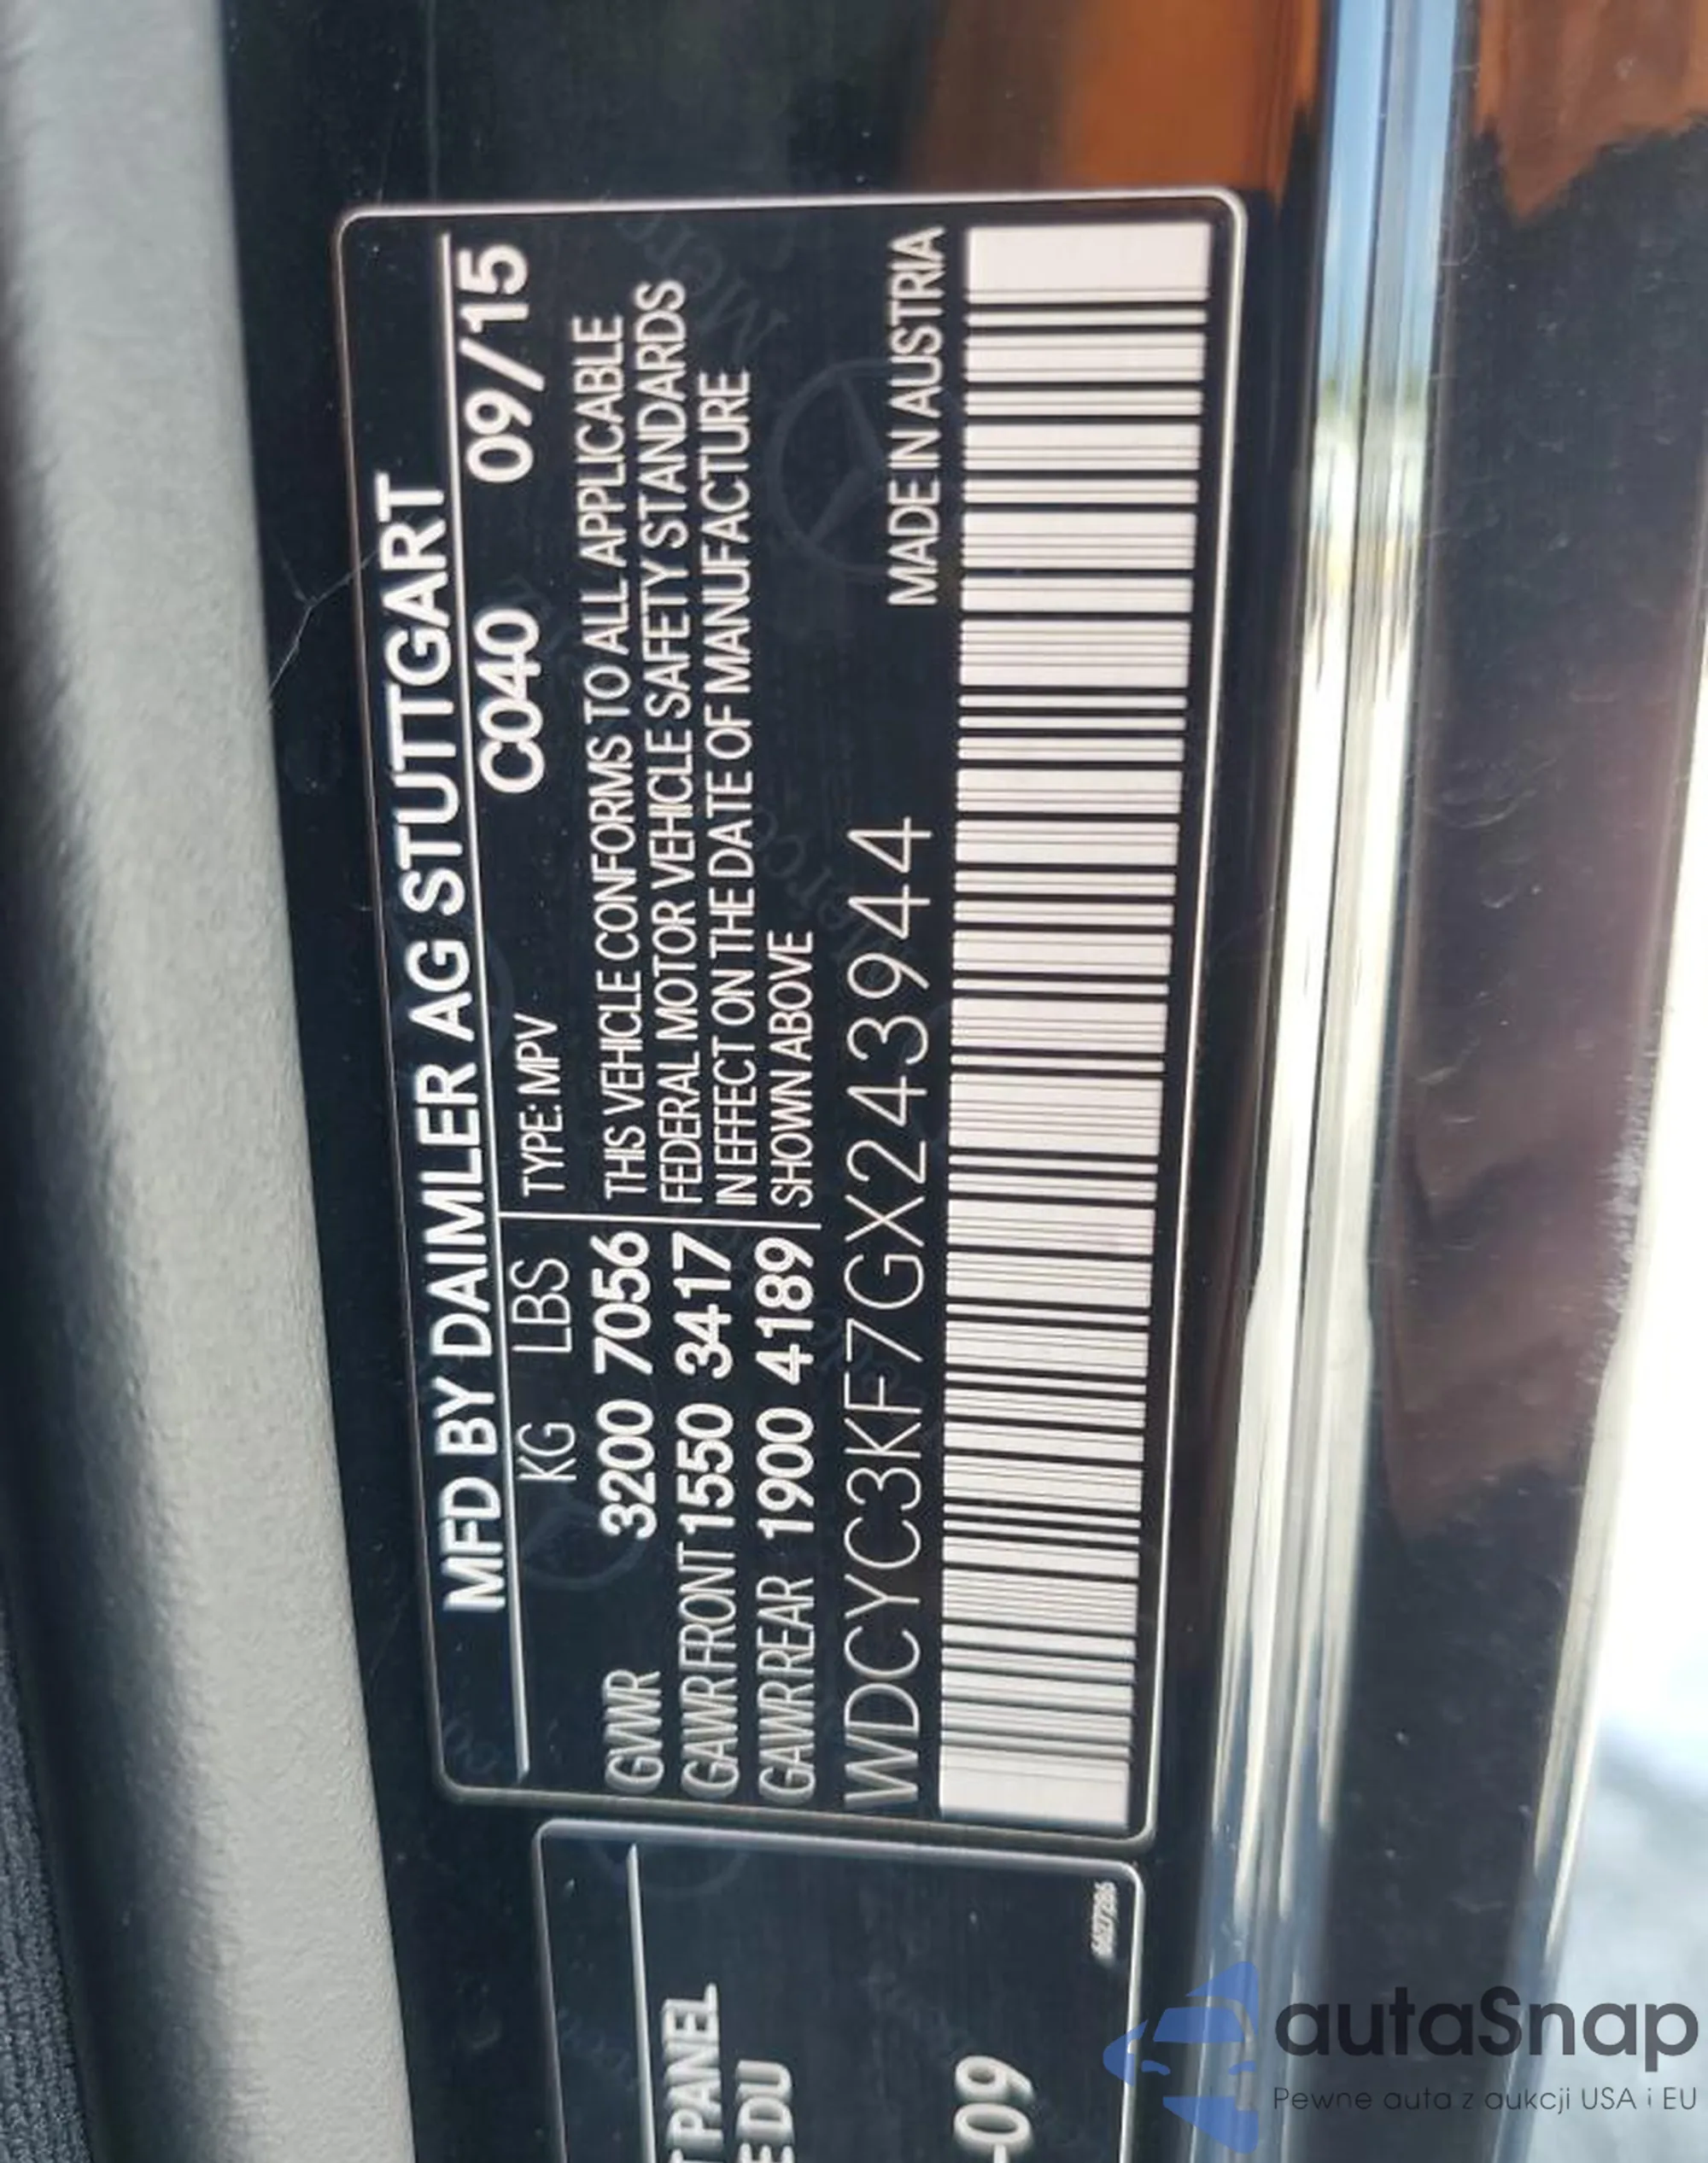 MFD BY DAIMLER AG STUTTGART
KG LBS TYPE: MPV C040 09/15
GVWR 3200 7056 THIS VEHICLE CONFORMS TO ALL APPLICABLE
GAWR FRONT 1550 3417 FEDERAL MOTOR VEHICLE SAFETY STANDARDS
GAWR REAR 1900 4189 IN EFFECT ON THE DATE OF MANUFACTURE
SHOWN ABOVE
WDCYC3KF7GX243944 MADE IN AUSTRIA
T PANEL
E DU
-09
autaSnap
Pewne auta z aukcji USA i EU